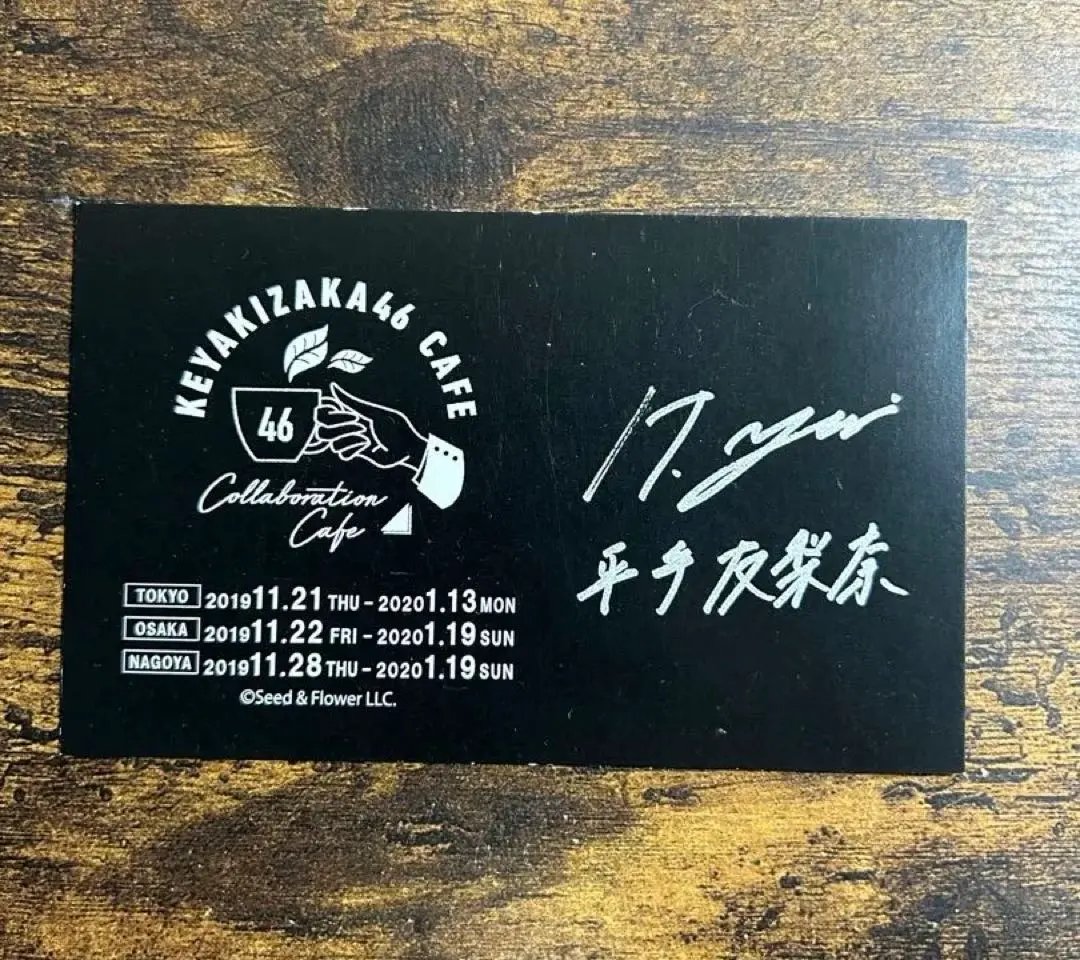 KEYAKIZAKA46 CAFE
46
Collaboration
Cafe
TOKYO 2019 11.21 THU - 2020 1.13 MON
OSAKA 2019 11.22 FRI - 2020 1.19 SUN
NAGOYA 2019 11.28 THU - 2020 1.19 SUN
©Seed & Flower LLC.
平手友梨奈